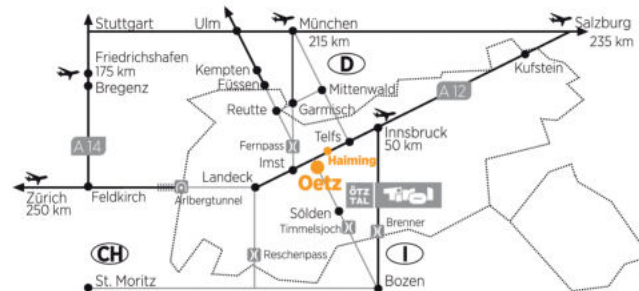 Stuttgart
Ulm
München
215 km
Salzburg
235 km
Friedrichshafen
175 km
Bregenz
Kempten
Füssen
D
Mittenwald
Kufstein
A 12
Reutte
Garmisch
A 14
Fernpass
Telfs
Innsbruck
50 km
Haiming
Imst
Oetz
Zürich
250 km
Feldkirch
Arlbergtunnel
Landeck
ÖTZ
TAL
Tirol
Sölden
Timmelsjoch
Brenner
CH
Reschenpass
I
St. Moritz
Bozen